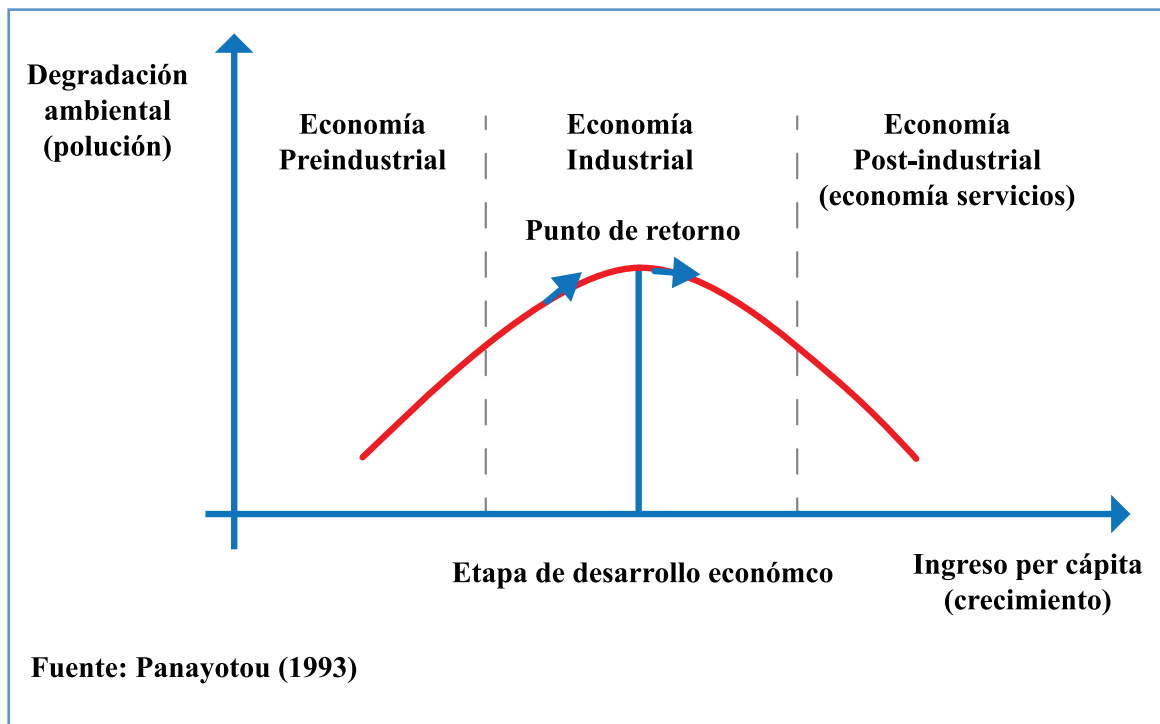 Degradación
ambiental
(polución)
Economía
Preindustrial
Economía
Industrial
Economía
Post-industrial
(economía servicios)
Punto de retorno
Etapa de desarrollo económco
Ingreso per cápita
(crecimiento)
Fuente: Panayotou (1993)